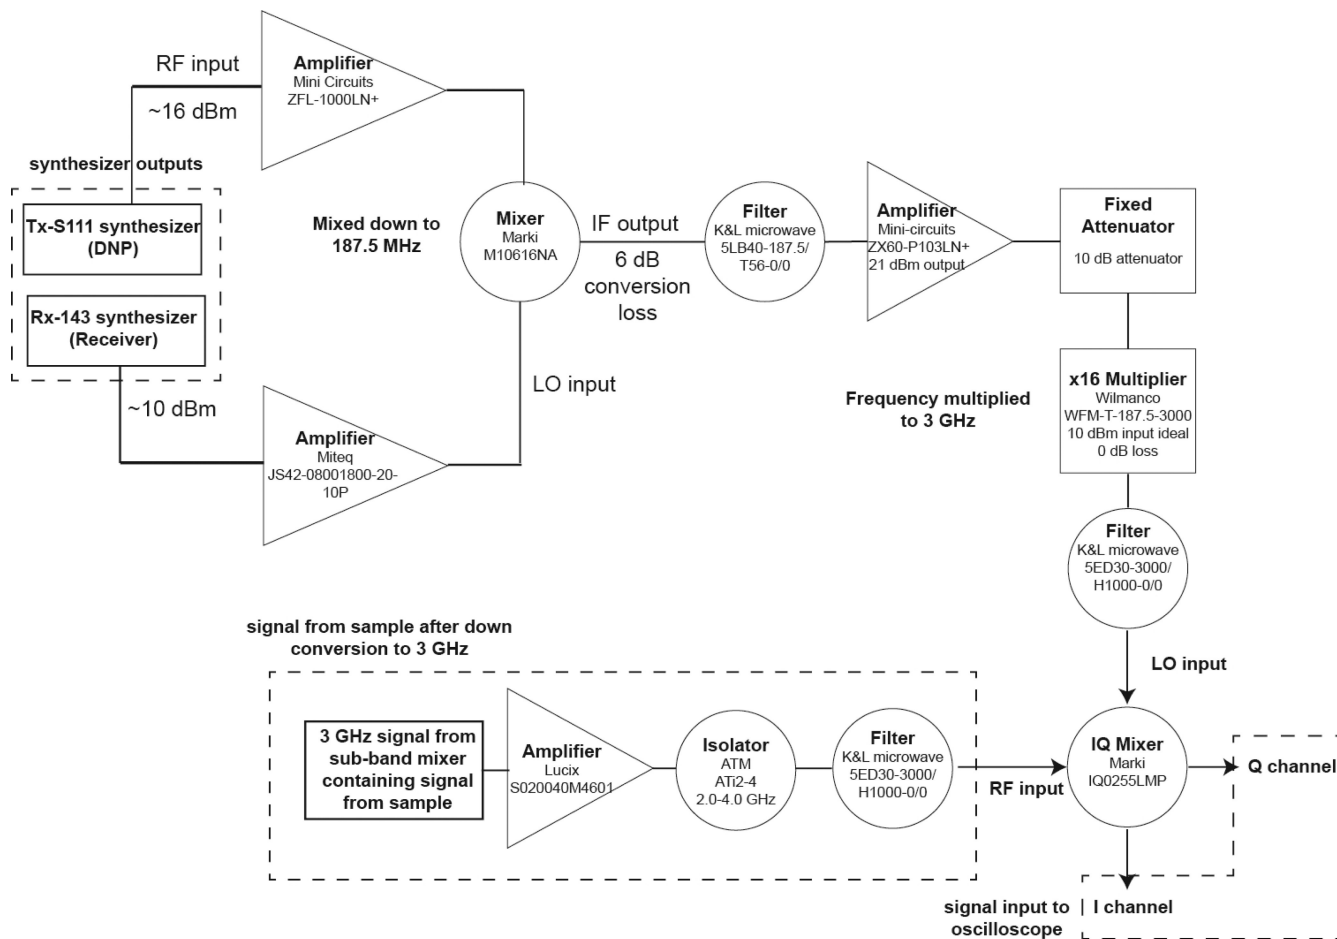 RF input
~16 dBm
Amplifier
Mini Circuits
ZFL-1000LN+
synthesizer outputs
Tx-S111 synthesizer
(DNP)
Rx-143 synthesizer
(Receiver)
~10 dBm
Amplifier
Miteq
JS42-08001800-20-
10P
Mixed down to
187.5 MHz
Mixer
Marki
M10616NA
LO input
IF output
6 dB
conversion
loss
Filter
K&L microwave
5LB40-187.5/
T56-0/0
Amplifier
Mini-circuits
ZX60-P103LN+
21 dBm output
Fixed
Attenuator
10 dB attenuator
Frequency multiplied
to 3 GHz
x16 Multiplier
Wilmanco
WFM-T-187.5-3000
10 dBm input ideal
0 dB loss
Filter
K&L microwave
5ED30-3000/
H1000-0/0
LO input
signal from sample after down
conversion to 3 GHz
3 GHz signal from
sub-band mixer
containing signal
from sample
Amplifier
Lucix
S020040M4601
Isolator
ATM
ATi2-4
2.0-4.0 GHz
Filter
K&L microwave
5ED30-3000/
H1000-0/0
RF input
IQ Mixer
Marki
IQ0255LMP
Q channel
signal input to
oscilloscope
I channel